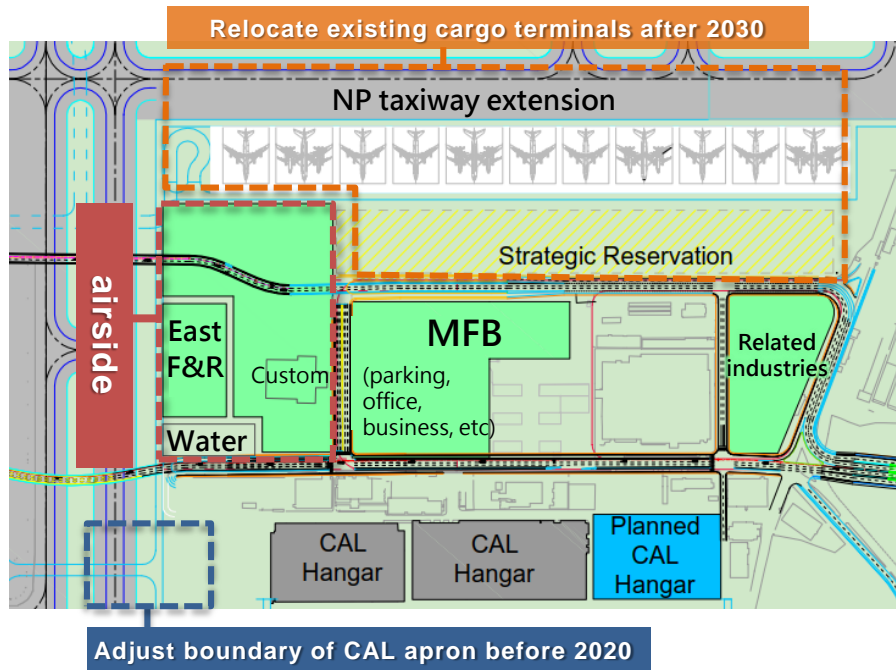 Relocate existing cargo terminals after 2030
NP taxiway extension
Strategic Reservation
airside
East
F&R
Custom
Water
MFB
(parking,
office,
business, etc)
Related
industries
CAL
Hangar
CAL
Hangar
Planned
CAL
Hangar
Adjust boundary of CAL apron before 2020